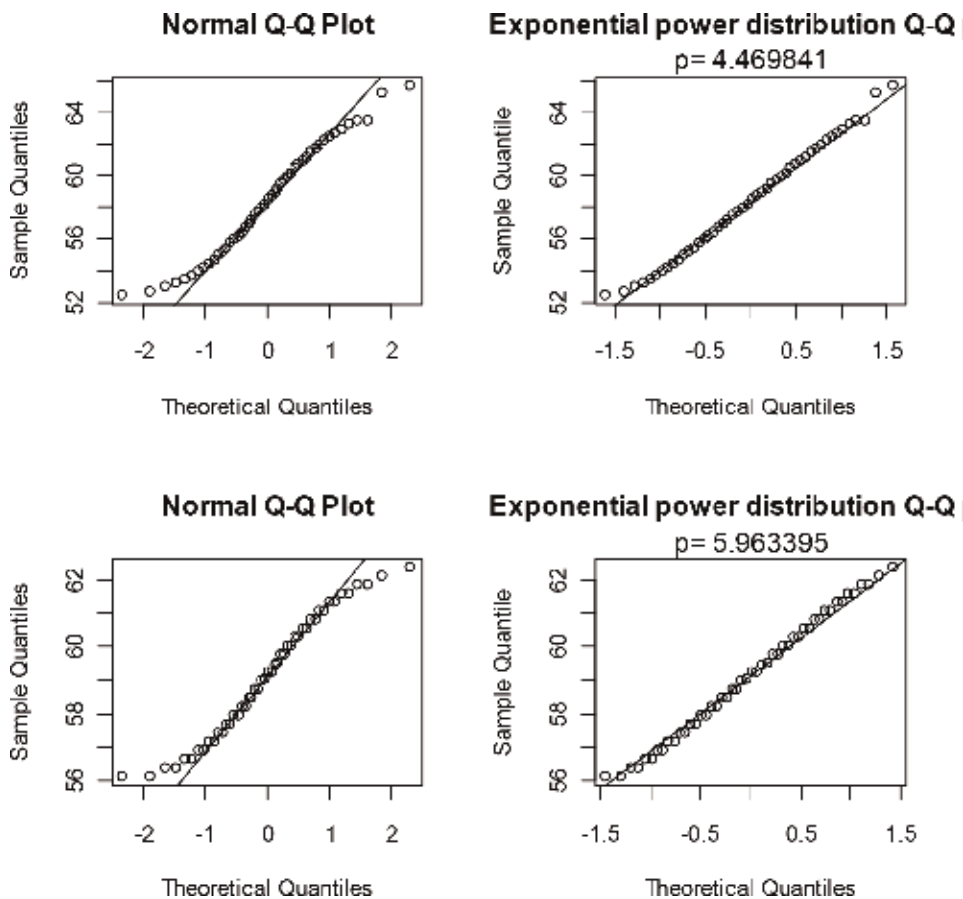 Normal Q-Q Plot
Sample Quantiles
64
60
56
52
-2 -1 0 1 2
Theoretical Quantiles
Exponential power distribution Q-Q
p= 4.469841
Sample Quantile
64
60
56
52
-1.5 -0.5 0.5 1.5
Theoretical Quantiles
Normal Q-Q Plot
Sample Quantiles
62
60
58
56
-2 -1 0 1 2
Theoretical Quantiles
Exponential power distribution Q-Q
p= 5.963395
Sample Quantile
62
60
58
56
-1.5 -0.5 0.5 1.5
Theoretical Quantiles